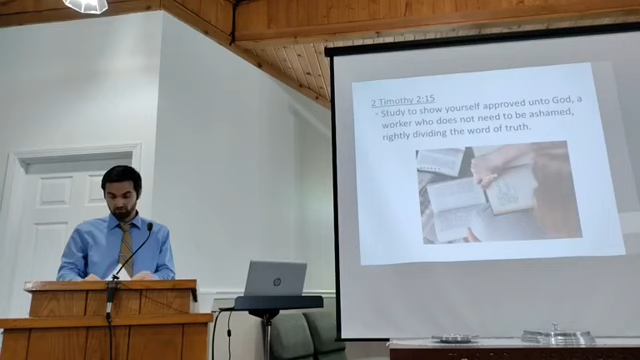 2 Timothy 2:15
- Study to show yourself approved unto God, a
worker who does not need to be ashamed,
rightly dividing the word of truth.
hp